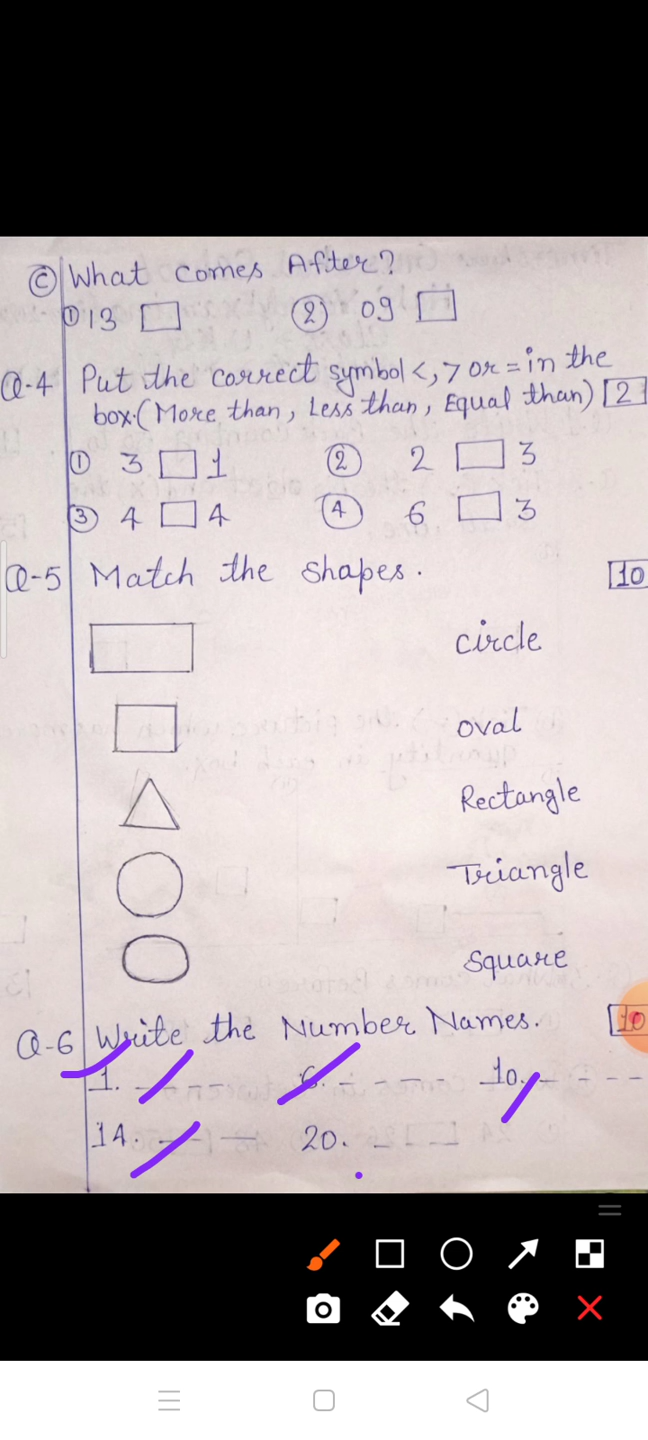 C What Comes After?
1 13 2 09
Q-4 Put the correct symbol <, > or = in the
box. (More than, Less than, Equal than) 2
1 3 1 2 2 3
3 4 4 4 6 3
Q-5 Match the shapes. 10
circle
oval
Rectangle
Triangle
Square
Q-6 Write the Number Names. 10
1. 6. 10.
14. 20.